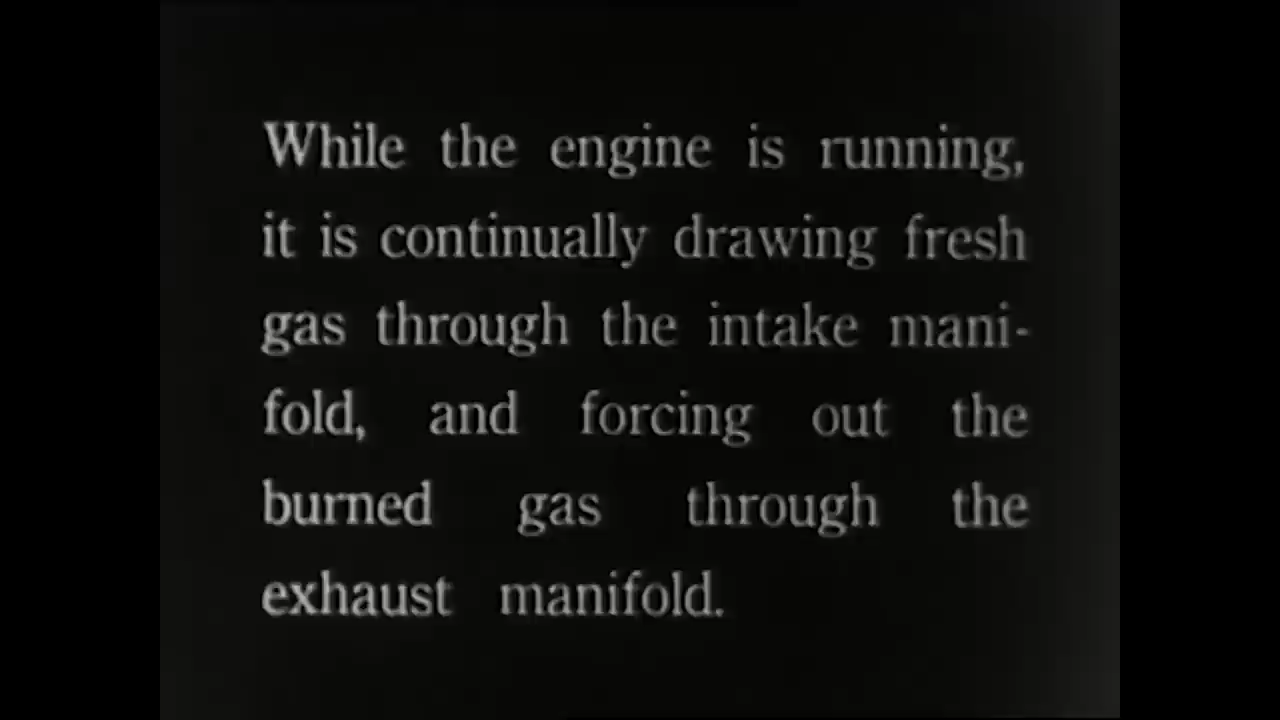 While the engine is running,
it is continually drawing fresh
gas through the intake mani-
fold, and forcing out the
burned gas through the
exhaust manifold.